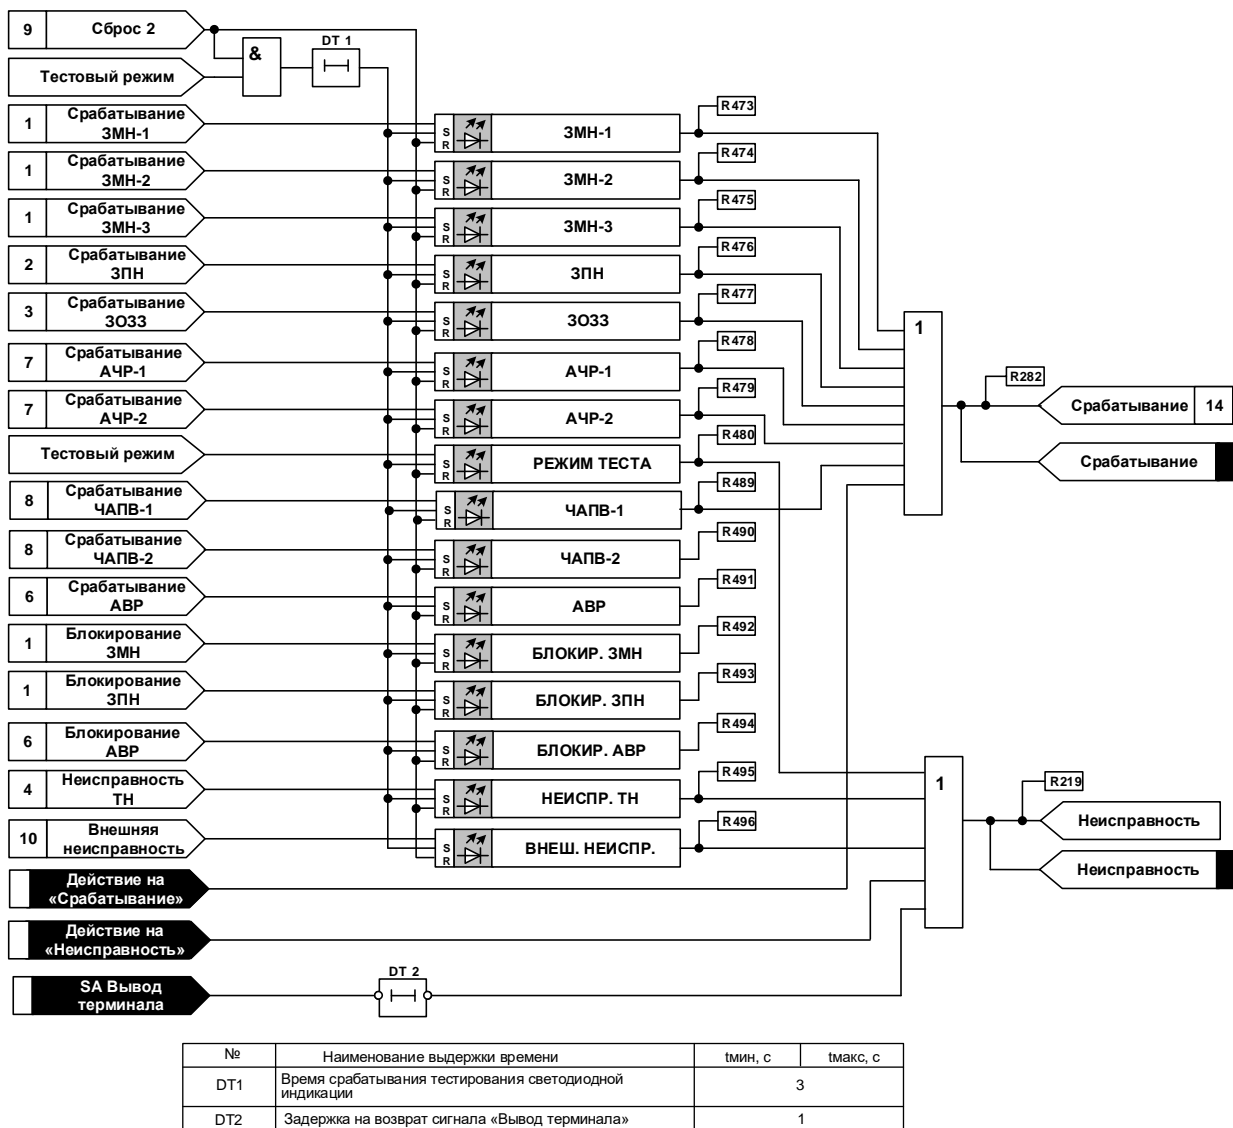 9 Сброс 2
&
DT 1
Тестовый режим
1 Срабатывание
ЗМН-1
S
R
ЗМН-1
R473
1 Срабатывание
ЗМН-2
S
R
ЗМН-2
R474
1 Срабатывание
ЗМН-3
S
R
ЗМН-3
R475
2 Срабатывание
ЗПН
S
R
ЗПН
R476
3 Срабатывание
ЗОЗЗ
S
R
ЗОЗЗ
R477
7 Срабатывание
АЧР-1
S
R
АЧР-1
R478
7 Срабатывание
АЧР-2
S
R
АЧР-2
R479
Тестовый режим
S
R
РЕЖИМ ТЕСТА
R480
8 Срабатывание
ЧАПВ-1
S
R
ЧАПВ-1
R489
8 Срабатывание
ЧАПВ-2
S
R
ЧАПВ-2
R490
6 Срабатывание
АВР
S
R
АВР
R491
1 Блокирование
ЗМН
S
R
БЛОКИР. ЗМН
R492
1 Блокирование
ЗПН
S
R
БЛОКИР. ЗПН
R493
6 Блокирование
АВР
S
R
БЛОКИР. АВР
R494
4 Неисправность
ТН
S
R
НЕИСПР. ТН
R495
10 Внешняя
неисправность
S
R
ВНЕШ. НЕИСПР.
R496
1
R282
Срабатывание 14
Срабатывание
1
R219
Неисправность
Неисправность
Действие на
«Срабатывание»
Действие на
«Неисправность»
SA Вывод
терминала
DT 2
№ Наименование выдержки времени tмин, с tмакс, с
DT1 Время срабатывания тестирования светодиодной
индикации 3
DT2 Задержка на возврат сигнала «Вывод терминала» 1